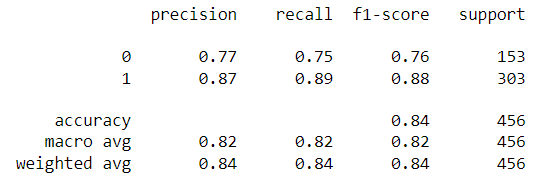 precision recall f1-score support
0 0.77 0.75 0.76 153
1 0.87 0.89 0.88 303
accuracy 0.84 456
macro avg 0.82 0.82 0.82 456
weighted avg 0.84 0.84 0.84 456